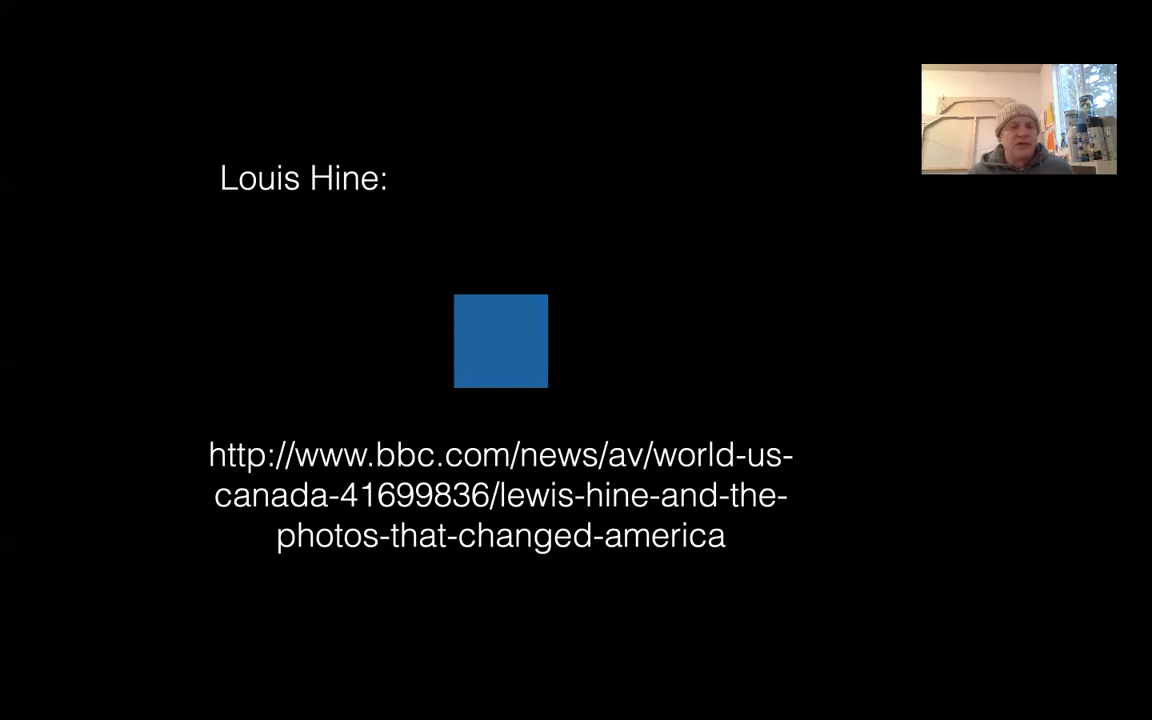 Louis Hine:
http://www.bbc.com/news/av/world-us-
canada-41699836/lewis-hine-and-the-
photos-that-changed-america